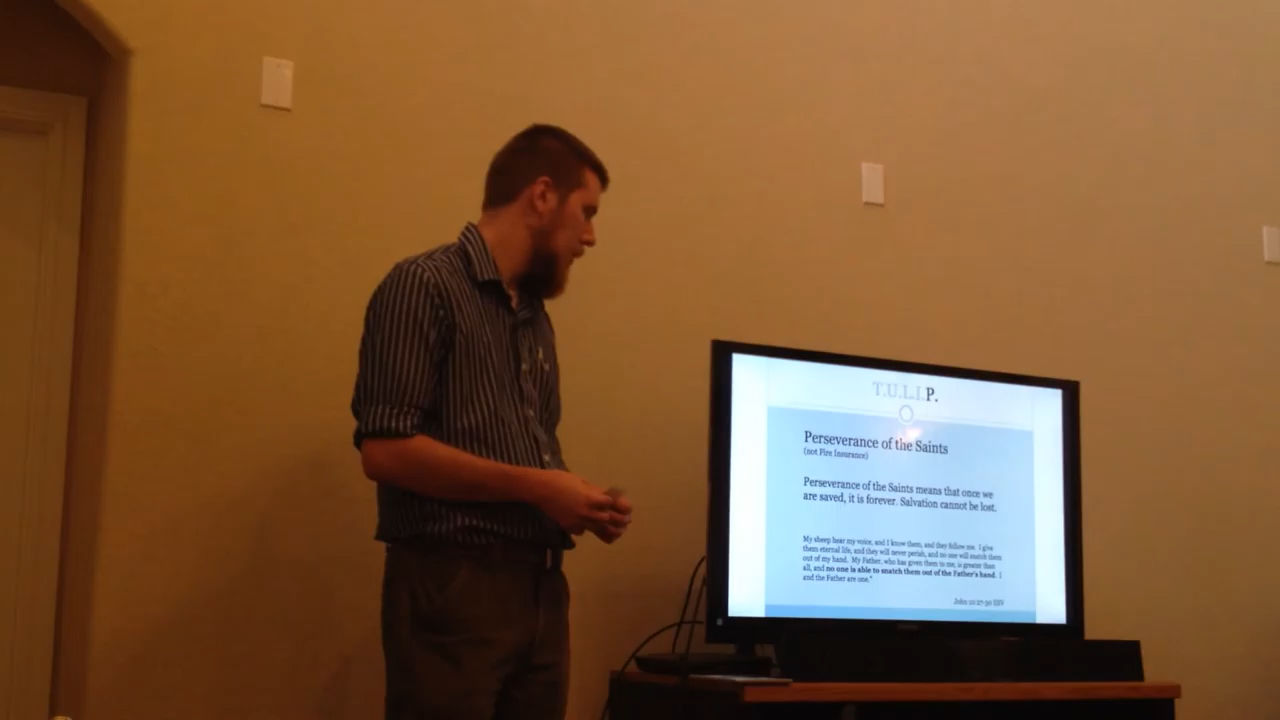 T.U.L.I.P.
Perseverance of the Saints
(not Fire Insurance)
Perseverance of the Saints means that once we
are saved, it is forever. Salvation cannot be lost.
My sheep hear my voice, and I know them, and they follow me. I give
them eternal life, and they will never perish, and no one will snatch them
out of my hand. My Father, who has given them to me, is greater than
all, and no one is able to snatch them out of the Father's hand. I
and the Father are one."
John 10:27-30 ESV